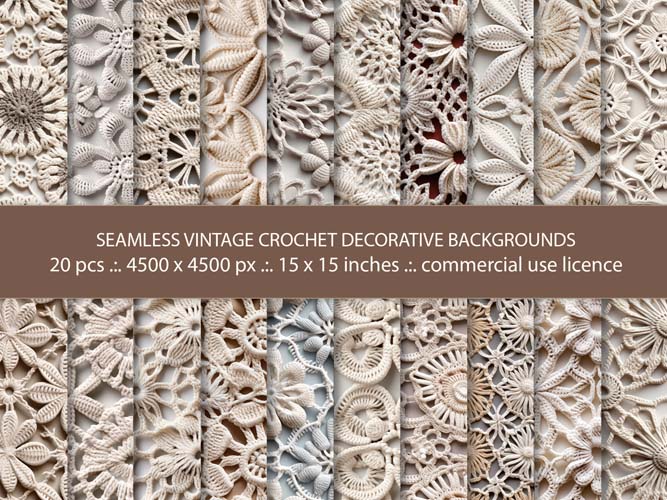 SEAMLESS VINTAGE CROCHET DECORATIVE BACKGROUNDS
20 pcs .:. 4500 x 4500 px .:. 15 x 15 inches .:. commercial use licence